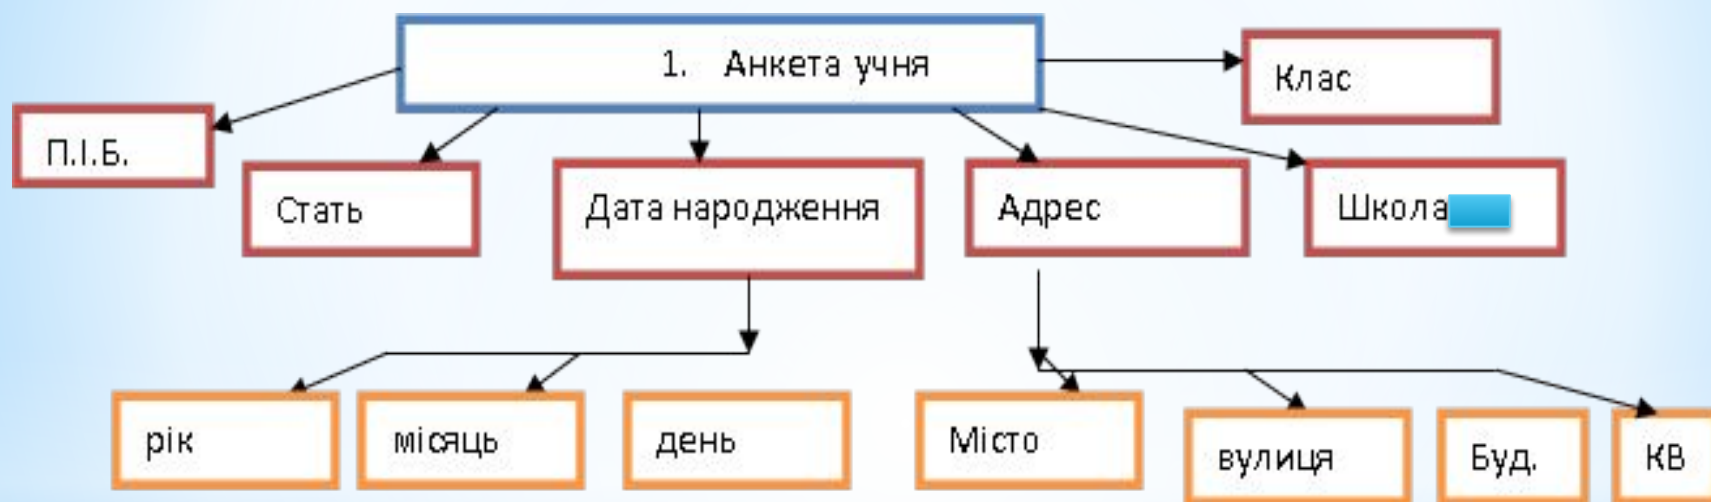 1. Анкета учня
Клас
П.І.Б.
Стать
Дата народження
Адрес
Школа
рік
місяць
день
Місто
вулиця
Буд.
КВ